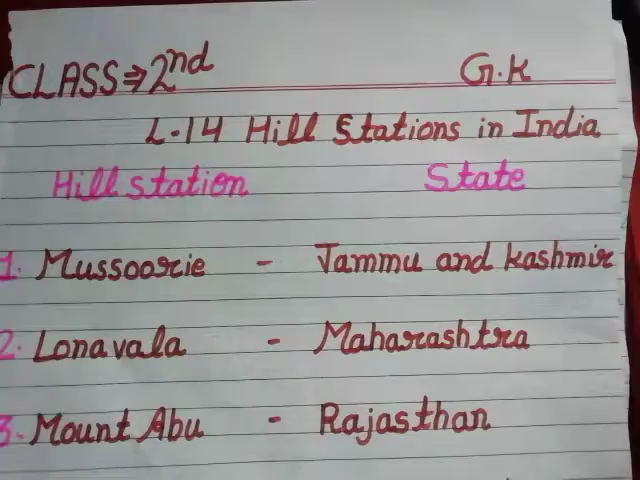 CLASS⇒2nd G.K
L-14 Hill Stations in India
Hill station State
1. Mussoorie - Jammu and kashmir
2. Lonavala - Maharashtra
3. Mount Abu - Rajasthan